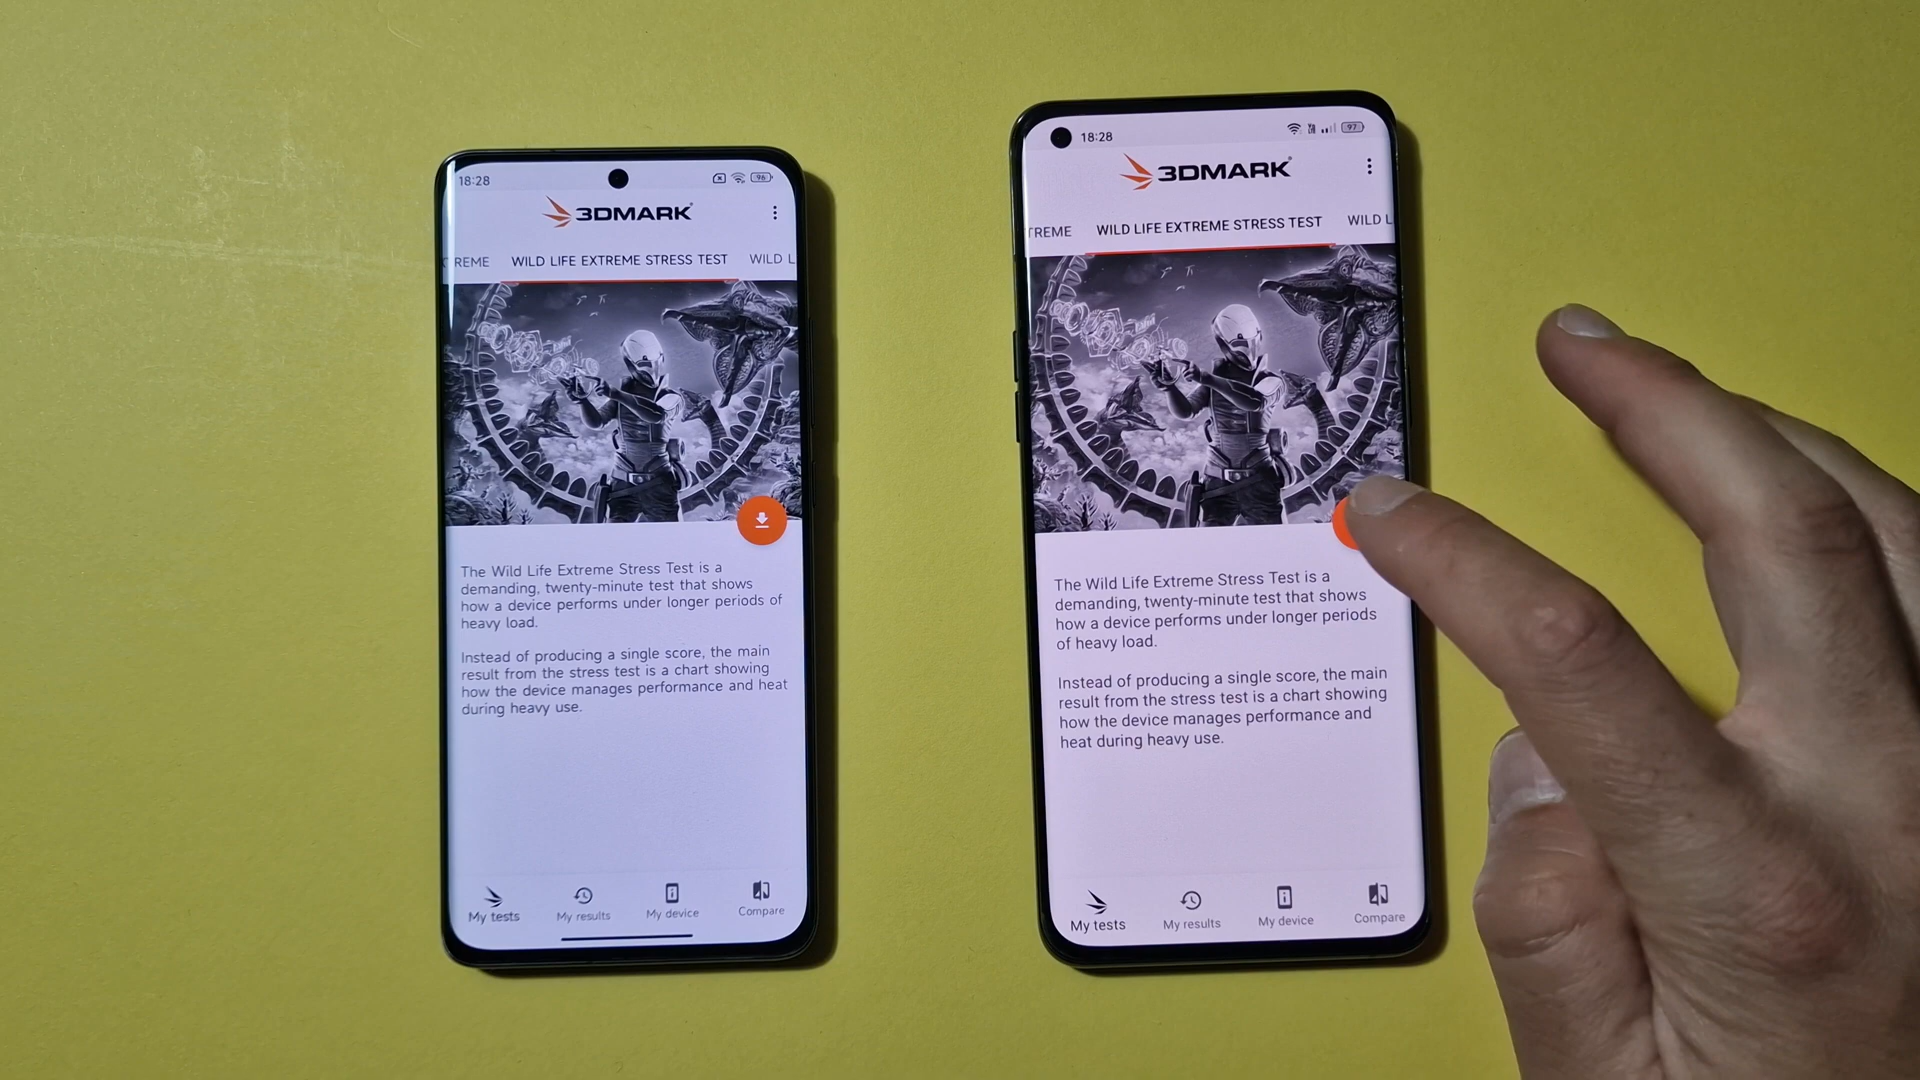 18:28
96
3DMARK
REME
WILD LIFE EXTREME STRESS TEST
WILD L
The Wild Life Extreme Stress Test is a
demanding, twenty-minute test that shows
how a device performs under longer periods of
heavy load.
Instead of producing a single score, the main
result from the stress test is a chart showing
how the device manages performance and heat
during heavy use.
My tests
My results
My device
Compare
18:28
97
3DMARK
TREME
WILD LIFE EXTREME STRESS TEST
WILD L
The Wild Life Extreme Stress Test is a
demanding, twenty-minute test that shows
how a device performs under longer periods
of heavy load.
Instead of producing a single score, the main
result from the stress test is a chart showing
how the device manages performance and
heat during heavy use.
My tests
My results
My device
Compare